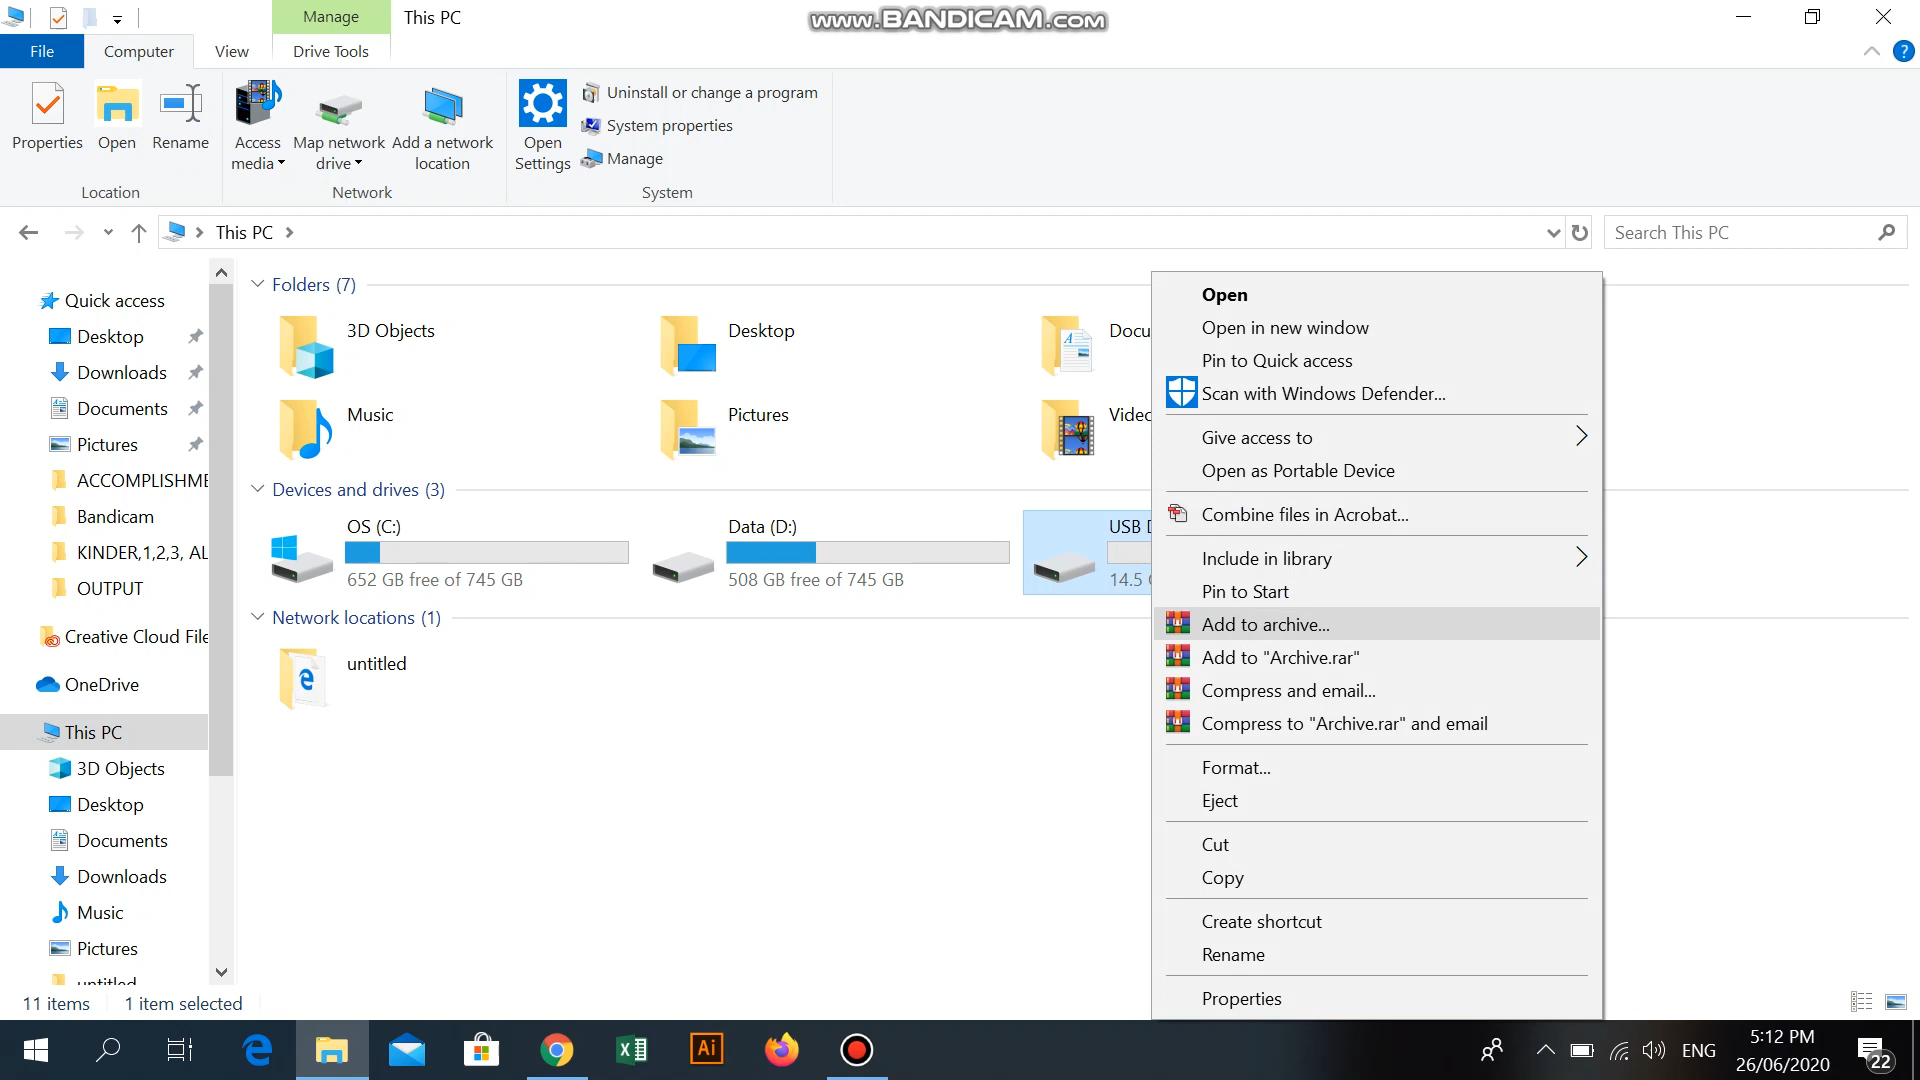 Manage
This PC
www.BANDICAM.com
File
Computer
View
Drive Tools
Properties
Open
Rename
Access media
Map network drive
Add a network location
Open Settings
Uninstall or change a program
System properties
Manage
Location
Network
System
This PC
Search This PC
Quick access
Desktop
Downloads
Documents
Pictures
ACCOMPLISHME
Bandicam
KINDER,1,2,3, AL
OUTPUT
Creative Cloud File
OneDrive
This PC
3D Objects
Desktop
Documents
Downloads
Music
Pictures
untitled
Folders (7)
3D Objects
Desktop
Docu
Music
Pictures
Videc
Devices and drives (3)
OS (C:)
652 GB free of 745 GB
Data (D:)
508 GB free of 745 GB
USB D
14.5
Network locations (1)
untitled
Open
Open in new window
Pin to Quick access
Scan with Windows Defender...
Give access to
Open as Portable Device
Combine files in Acrobat...
Include in library
Pin to Start
Add to archive...
Add to "Archive.rar"
Compress and email...
Compress to "Archive.rar" and email
Format...
Eject
Cut
Copy
Create shortcut
Rename
Properties
11 items
1 item selected
Ai
ENG
5:12 PM
26/06/2020
22